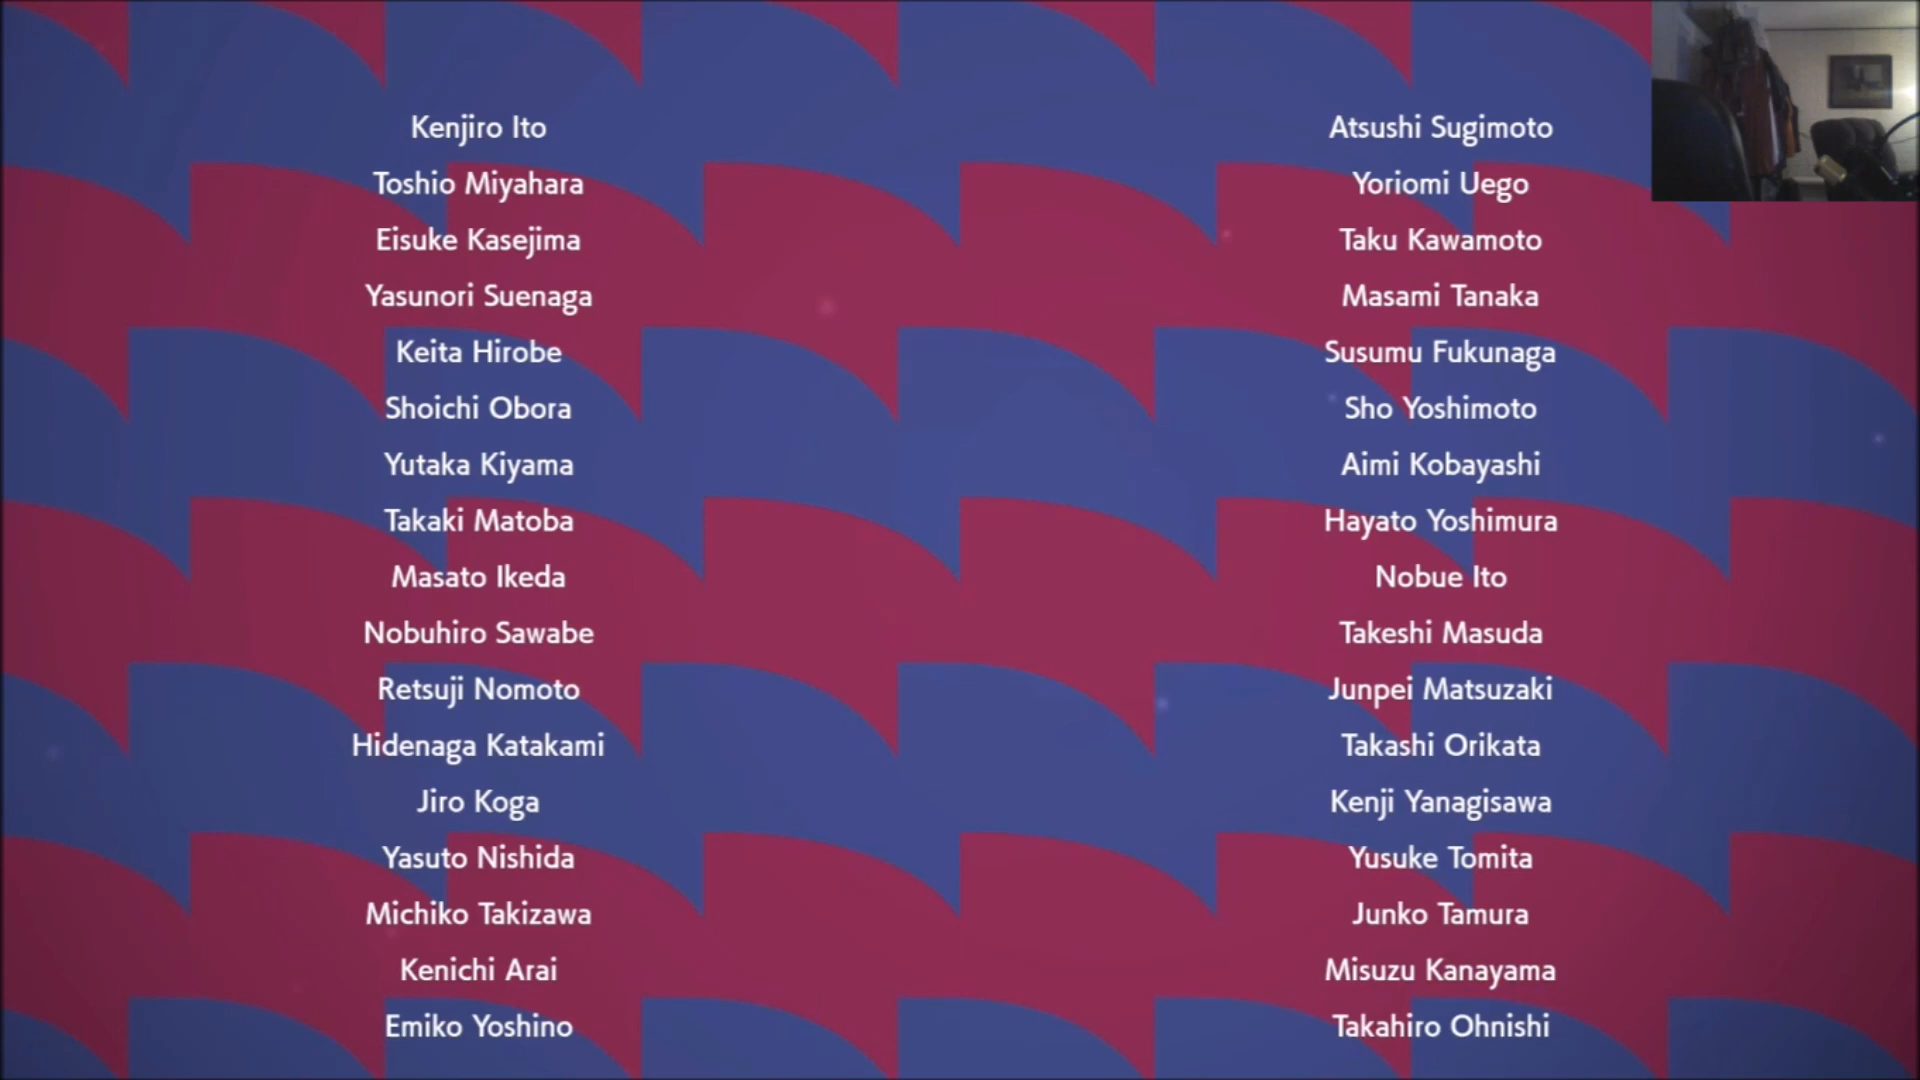 Kenjiro Ito
Toshio Miyahara
Eisuke Kasejima
Yasunori Suenaga
Keita Hirobe
Shoichi Obora
Yutaka Kiyama
Takaki Matoba
Masato Ikeda
Nobuhiro Sawabe
Retsuji Nomoto
Hidenaga Katakami
Jiro Koga
Yasuto Nishida
Michiko Takizawa
Kenichi Arai
Emiko Yoshino
Atsushi Sugimoto
Yoriomi Uego
Taku Kawamoto
Masami Tanaka
Susumu Fukunaga
Sho Yoshimoto
Aimi Kobayashi
Hayato Yoshimura
Nobue Ito
Takeshi Masuda
Junpei Matsuzaki
Takashi Orikata
Kenji Yanagisawa
Yusuke Tomita
Junko Tamura
Misuzu Kanayama
Takahiro Ohnishi